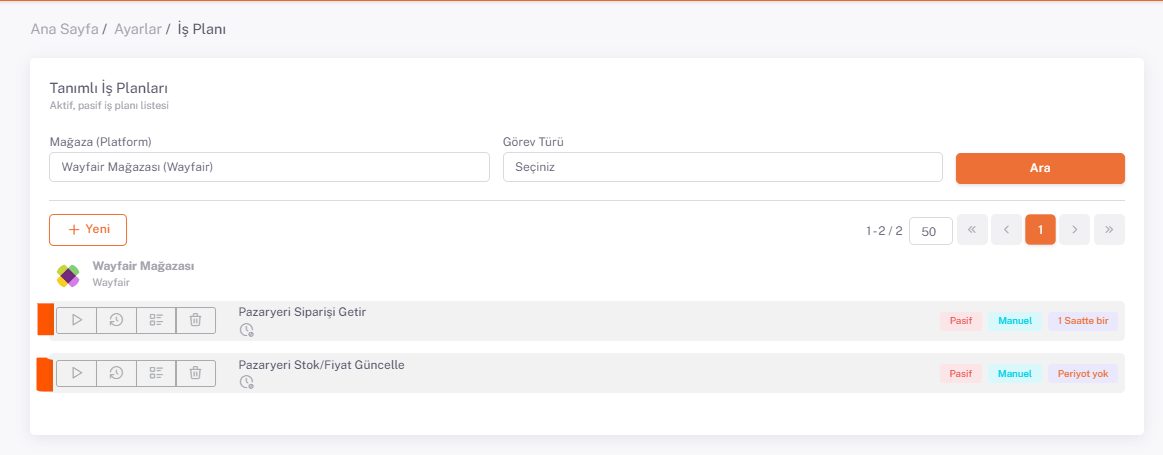 Ana Sayfa / Ayarlar / İş Planı
Tanımlı İş Planları
Aktif, pasif iş planı listesi
Mağaza (Platform)
Wayfair Mağazası (Wayfair)
Görev Türü
Seçiniz
Ara
+ Yeni
1 - 2 / 2
50
« ‹ 1 › »
Wayfair Mağazası
Wayfair
Pazaryeri Siparişi Getir
Pasif Manuel 1 Saatte bir
Pazaryeri Stok/Fiyat Güncelle
Pasif Manuel Periyot yok